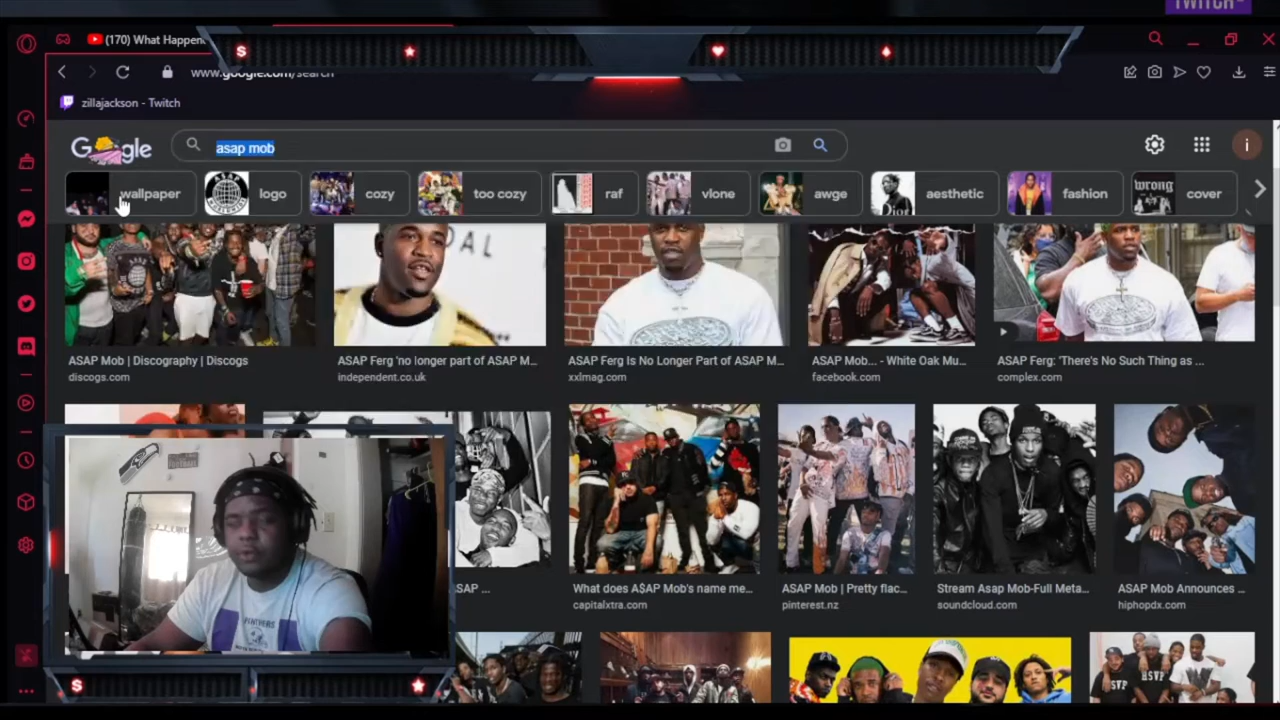 TWITCH
(170) What Happen
www.google.com/search
zillajackson - Twitch
Google
asap mob
i
wallpaper
logo
cozy
too cozy
raf
vlone
awge
aesthetic
fashion
wrong
cover
Dior
ASAP Mob | Discography | Discogs
discogs.com
ASAP Ferg 'no longer part of ASAP M...
independent.co.uk
ASAP Ferg Is No Longer Part of ASAP M...
xxlmag.com
ASAP Mob... - White Oak Mu...
facebook.com
ASAP Ferg: 'There's No Such Thing as ...
complex.com
SAP ...
What does A$AP Mob's name me...
capitalxtra.com
ASAP Mob | Pretty flac...
pinterest.nz
Stream Asap Mob-Full Meta...
soundcloud.com
ASAP Mob Announces ...
hiphopdx.com
PANTHERS
RSVP